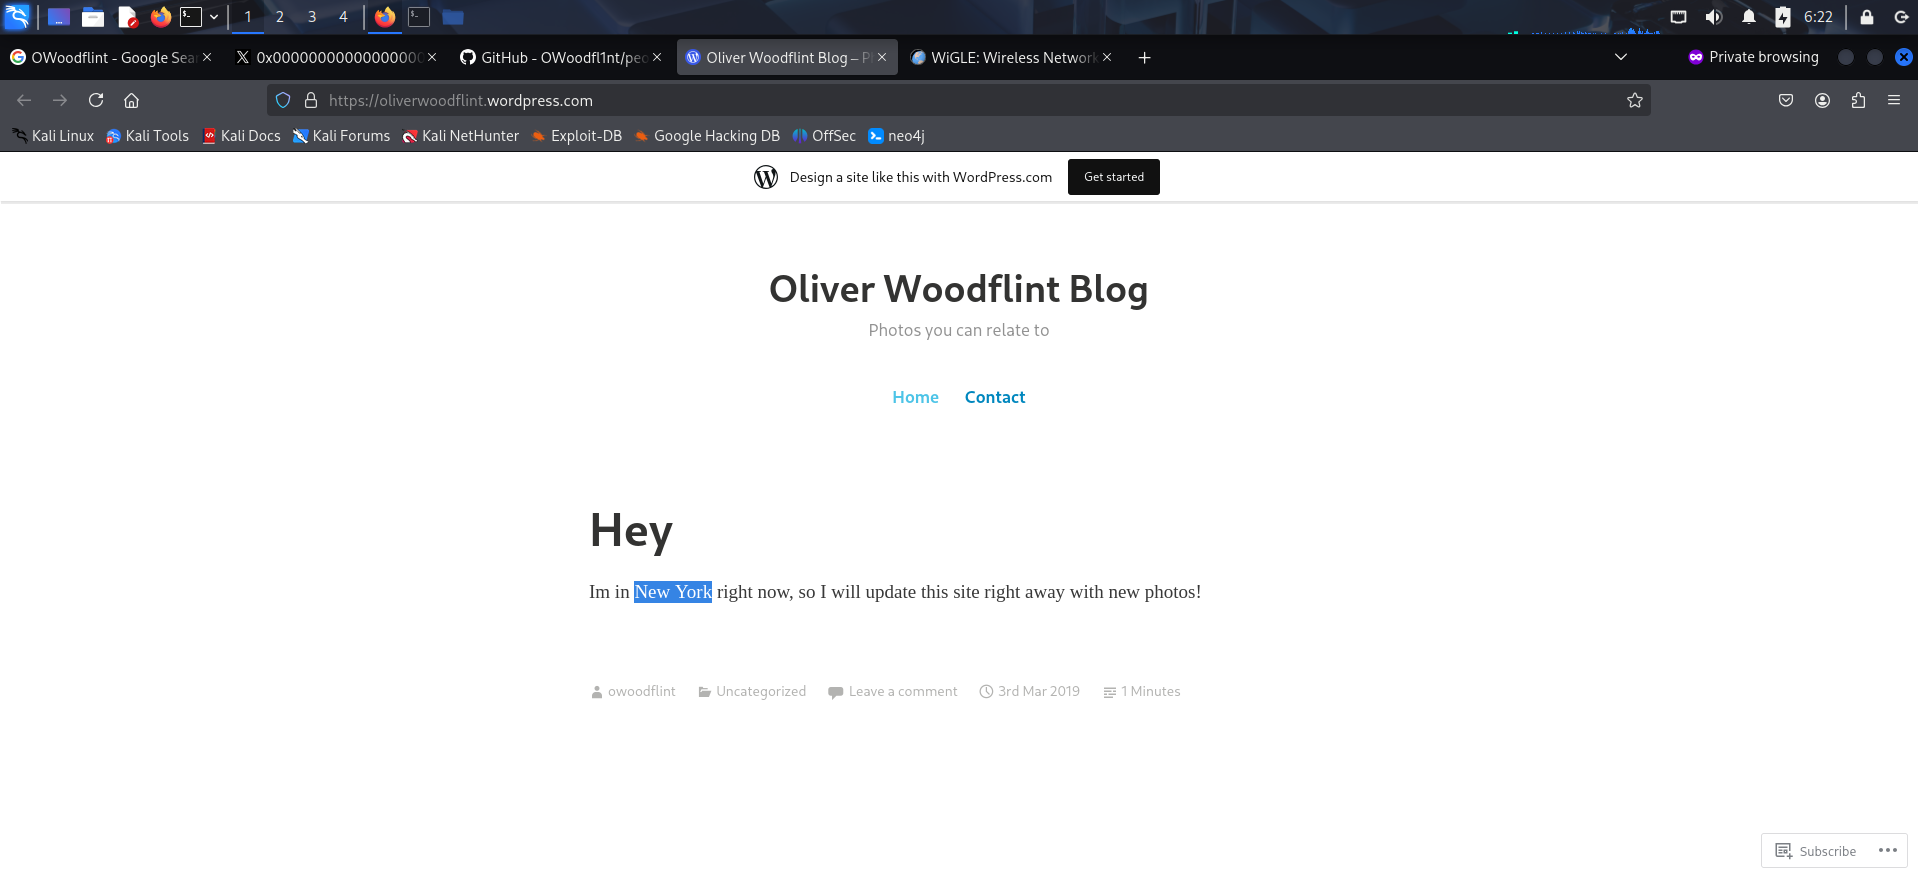 1 2 3 4 6:22
OWoodflint - Google Sear 0x00000000000000000 GitHub - OWoodfl1nt/peo Oliver Woodflint Blog – P WiGLE: Wireless Network Private browsing
https://oliverwoodflint.wordpress.com
Kali Linux Kali Tools Kali Docs Kali Forums Kali NetHunter Exploit-DB Google Hacking DB OffSec neo4j
Design a site like this with WordPress.com Get started
Oliver Woodflint Blog
Photos you can relate to
Home Contact
Hey
Im in New York right now, so I will update this site right away with new photos!
owoodflint Uncategorized Leave a comment 3rd Mar 2019 1 Minutes
Subscribe